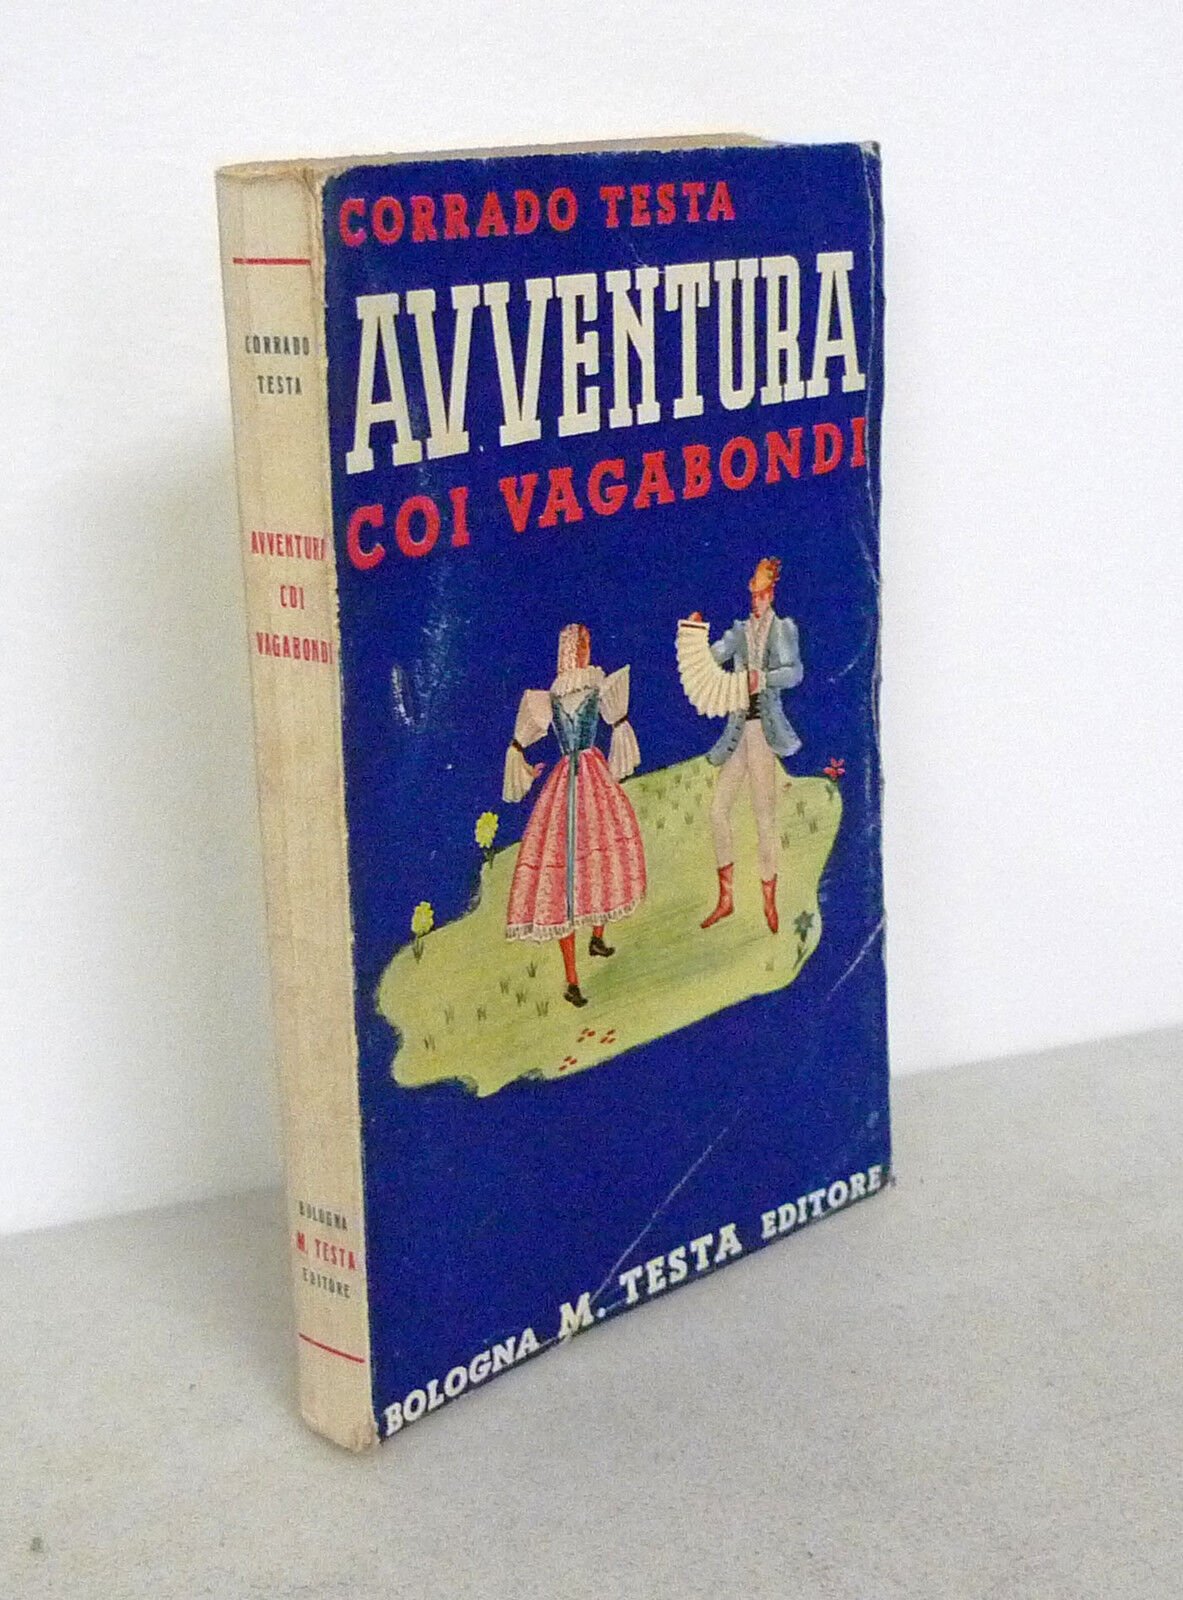 CORRADO
TESTA
AVVENTURA
COI
VAGABONDI
BOLOGNA
M. TESTA
EDITORE
CORRADO TESTA
AVVENTURA
COI VAGABONDI
BOLOGNA M. TESTA EDITORE